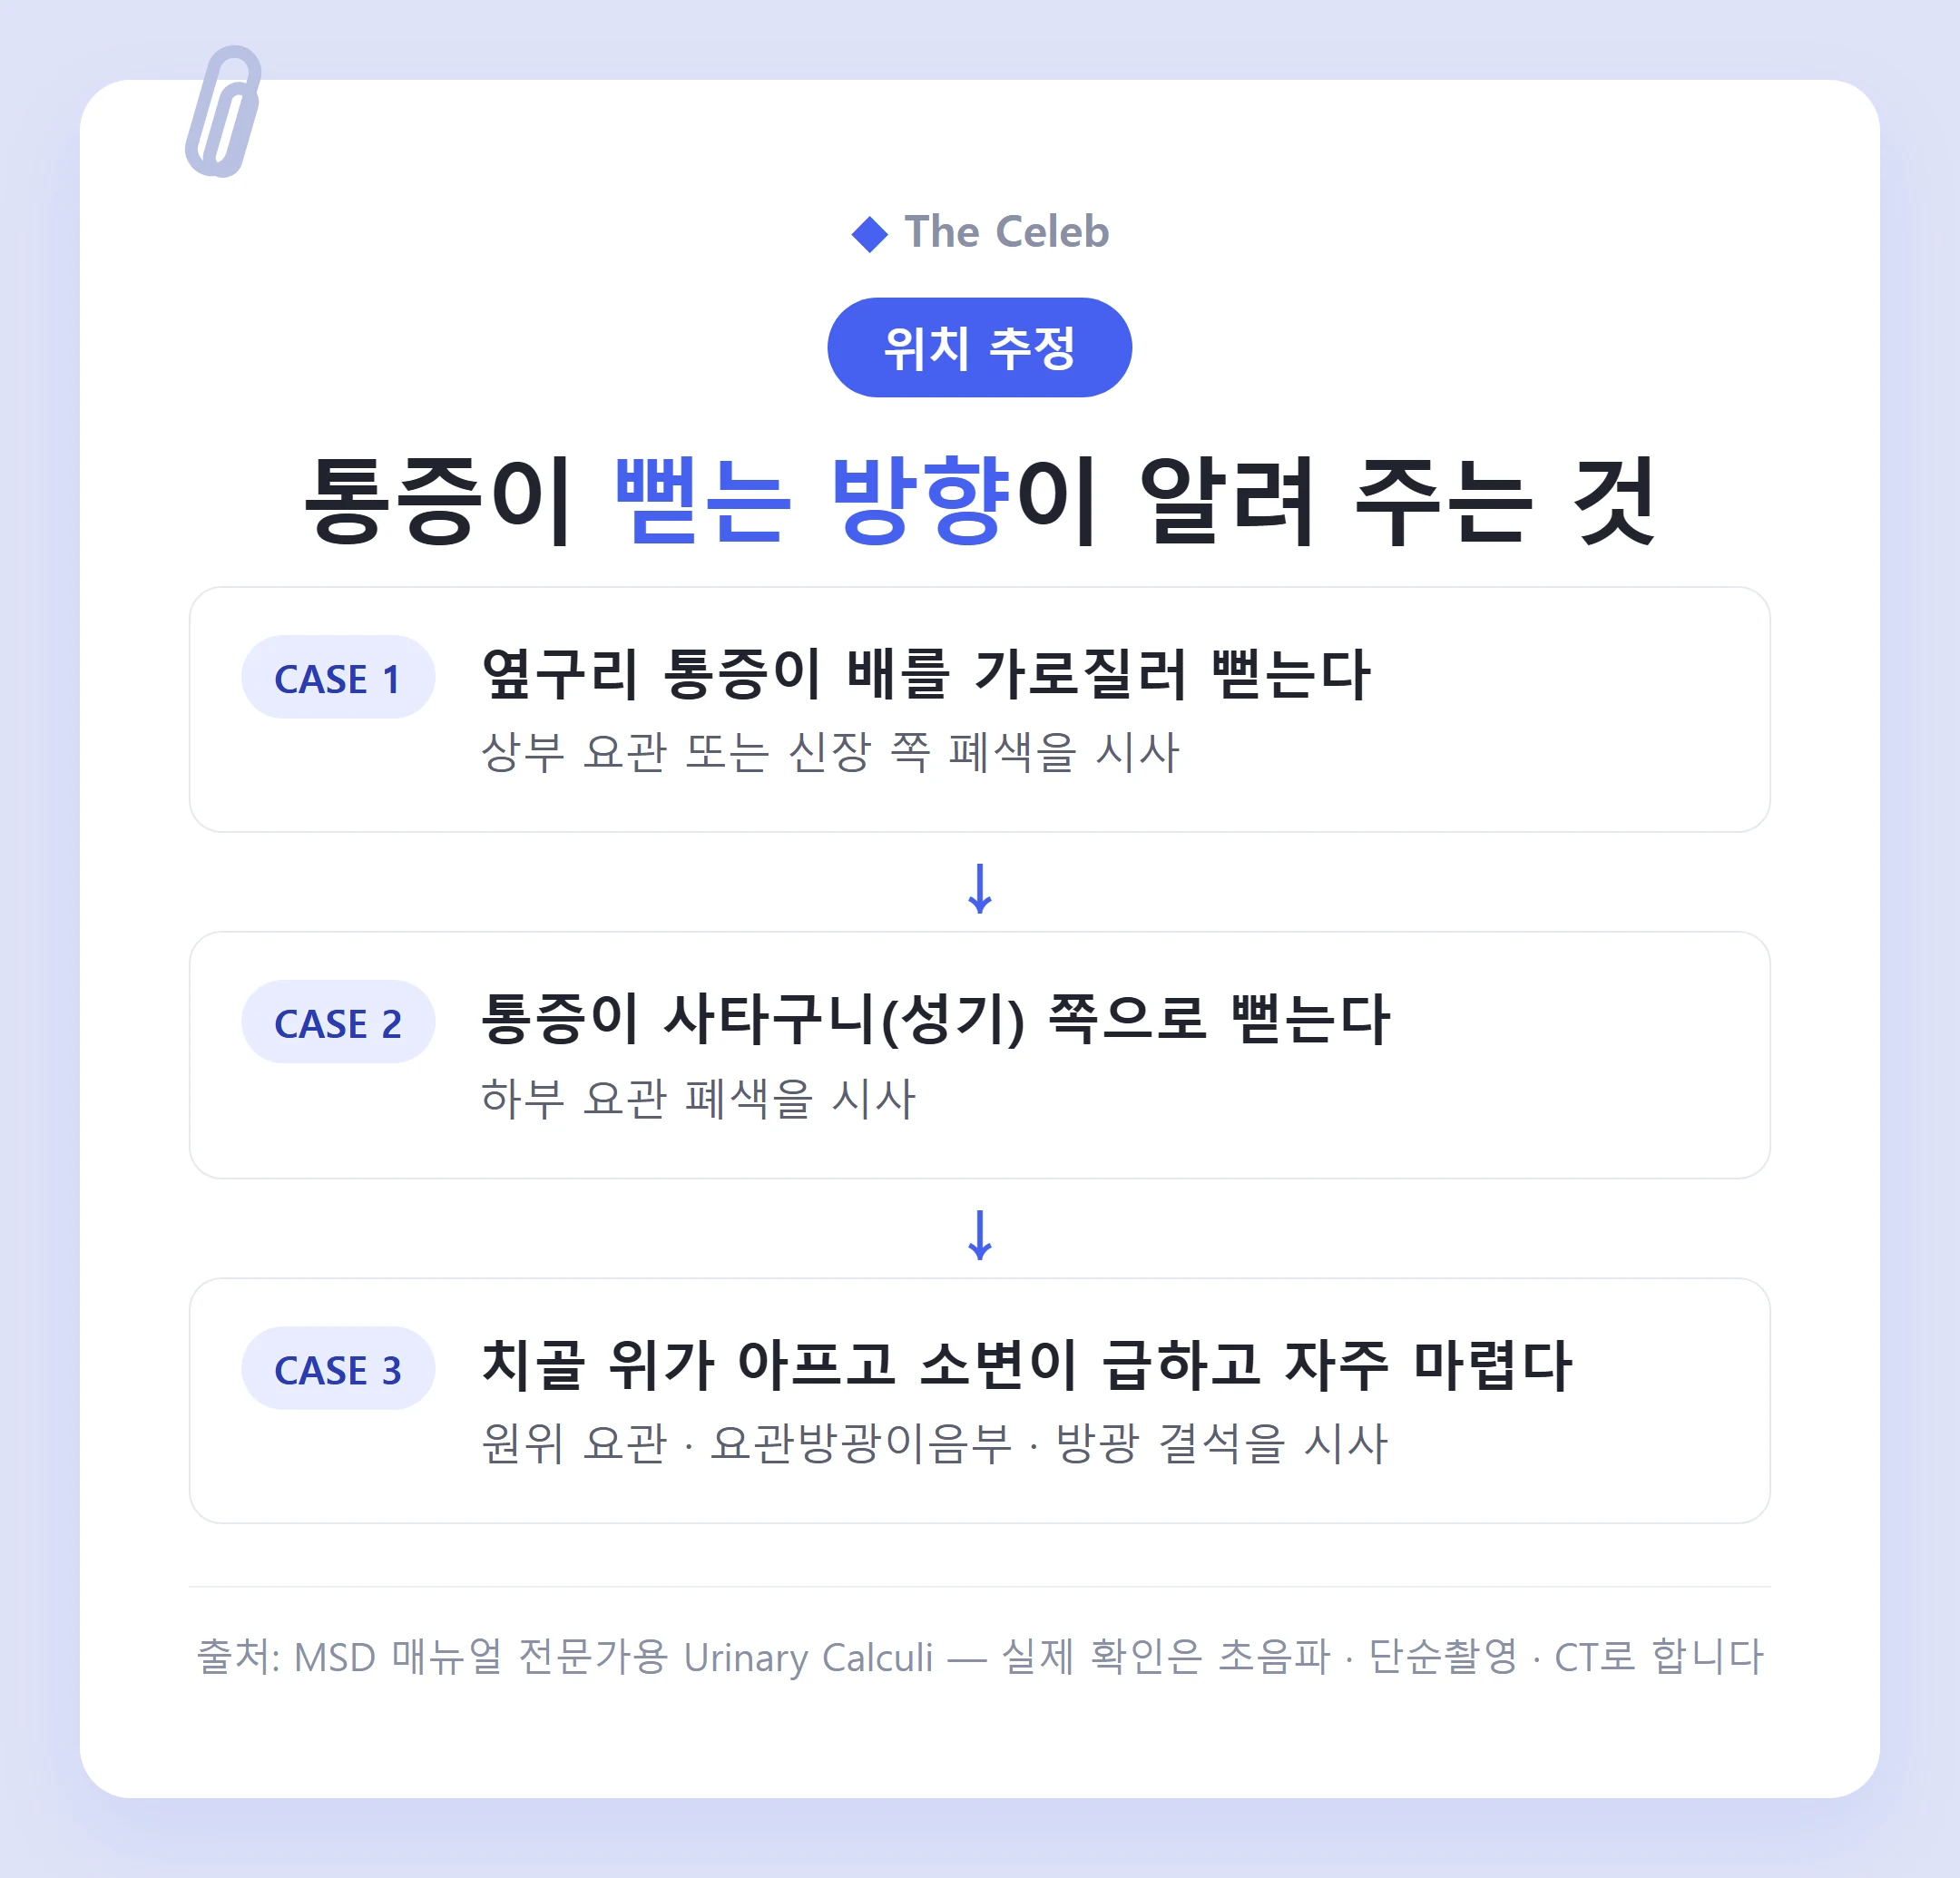 ◆ The Celeb
위치 추정
통증이 뻗는 방향이 알려 주는 것
CASE 1
옆구리 통증이 배를 가로질러 뻗는다
상부 요관 또는 신장 쪽 폐색을 시사
↓
CASE 2
통증이 사타구니(성기) 쪽으로 뻗는다
하부 요관 폐색을 시사
↓
CASE 3
치골 위가 아프고 소변이 급하고 자주 마렵다
원위 요관 · 요관방광이음부 · 방광 결석을 시사
출처: MSD 매뉴얼 전문가용 Urinary Calculi — 실제 확인은 초음파 · 단순촬영 · CT로 합니다